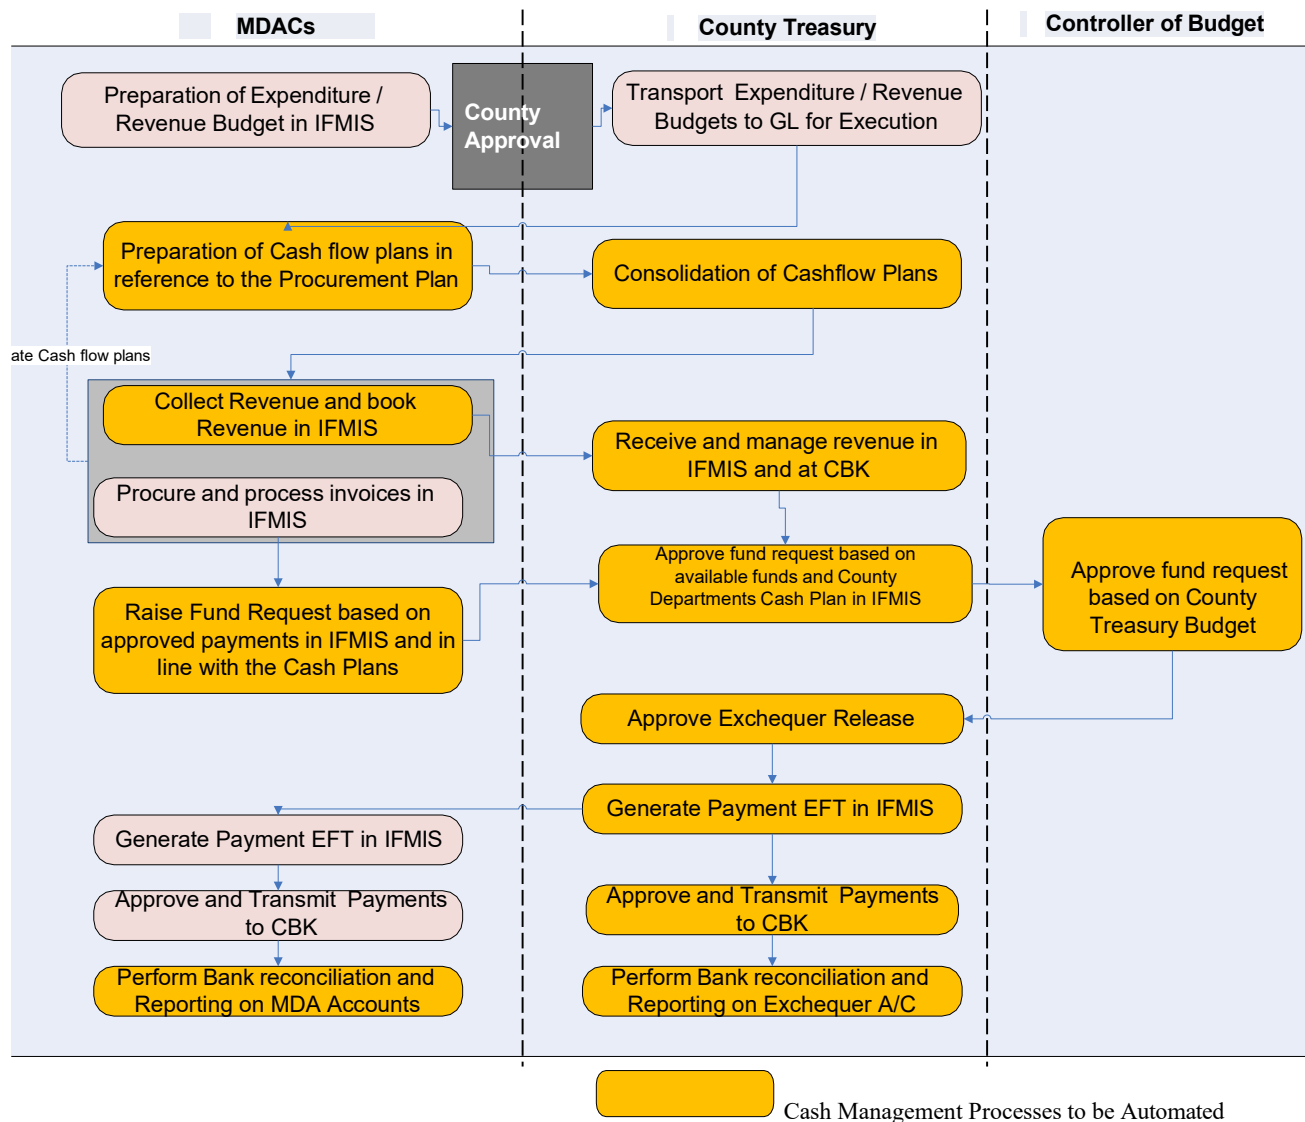 MDACs
County Treasury
Controller of Budget
Preparation of Expenditure /
Revenue Budget in IFMIS
County
Approval
Transport Expenditure / Revenue
Budgets to GL for Execution
Preparation of Cash flow plans in
reference to the Procurement Plan
Consolidation of Cashflow Plans
ate Cash flow plans
Collect Revenue and book
Revenue in IFMIS
Receive and manage revenue in
IFMIS and at CBK
Procure and process invoices in
IFMIS
Approve fund request based on
available funds and County
Departments Cash Plan in IFMIS
Approve fund request
based on County
Treasury Budget
Raise Fund Request based on
approved payments in IFMIS and in
line with the Cash Plans
Approve Exchequer Release
Generate Payment EFT in IFMIS
Generate Payment EFT in IFMIS
Approve and Transmit Payments
to CBK
Approve and Transmit Payments
to CBK
Perform Bank reconciliation and
Reporting on MDA Accounts
Perform Bank reconciliation and
Reporting on Exchequer A/C
Cash Management Processes to be Automated